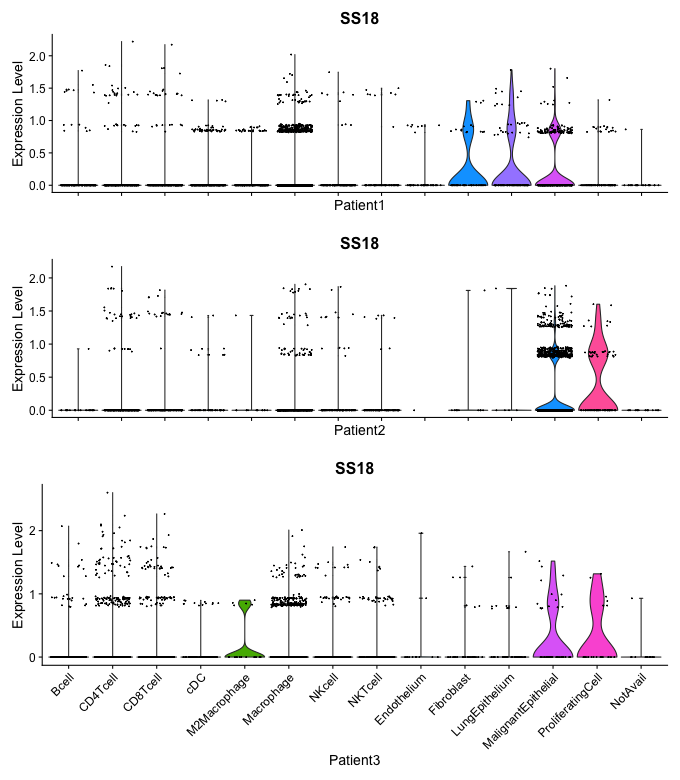 SS18
Expression Level
2.0
1.5
1.0
0.5
0.0
Patient1
SS18
Expression Level
2.0
1.5
1.0
0.5
0.0
Patient2
SS18
Expression Level
2
1
0
Bcell
CD4Tcell
CD8Tcell
cDC
M2Macrophage
Macrophage
NKcell
NKTcell
Endothelium
Fibroblast
LungEpithelium
MalignantEpithelial
ProliferatingCell
NotAvail
Patient3